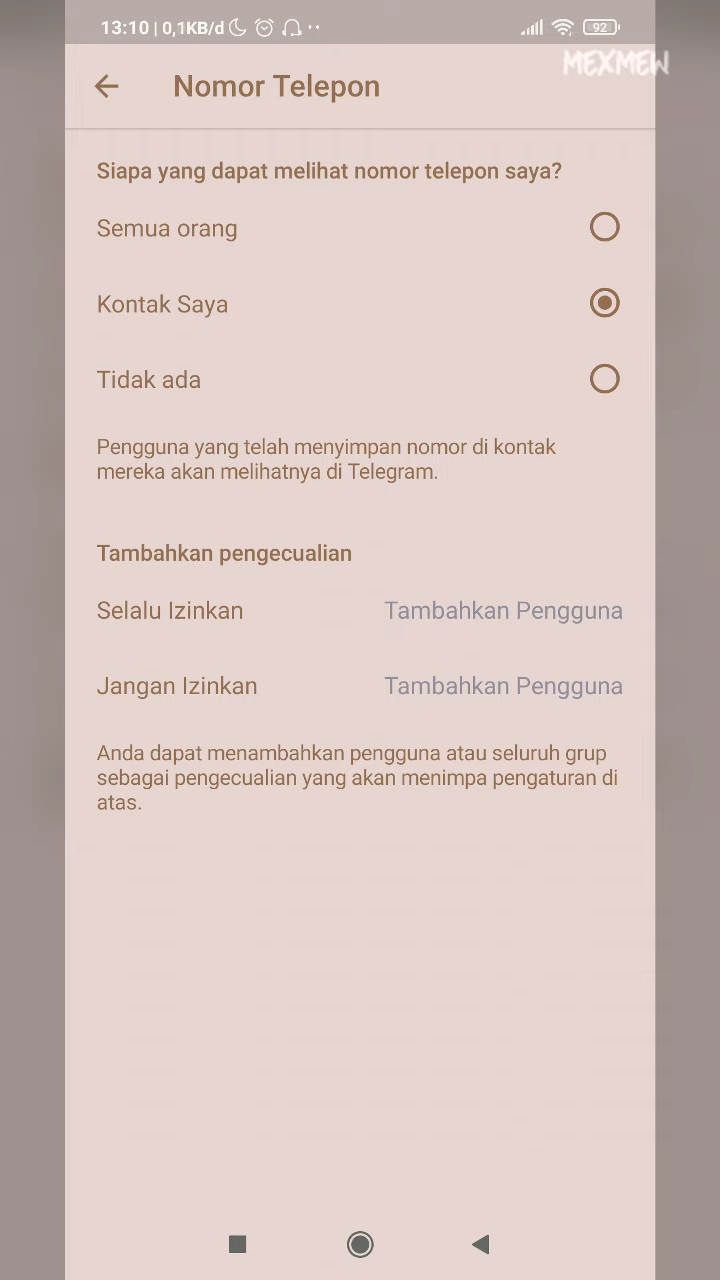 13:10 | 0,1KB/d 92
MEXMEW
Nomor Telepon
Siapa yang dapat melihat nomor telepon saya?
Semua orang
Kontak Saya
Tidak ada
Pengguna yang telah menyimpan nomor di kontak
mereka akan melihatnya di Telegram.
Tambahkan pengecualian
Selalu Izinkan Tambahkan Pengguna
Jangan Izinkan Tambahkan Pengguna
Anda dapat menambahkan pengguna atau seluruh grup
sebagai pengecualian yang akan menimpa pengaturan di
atas.